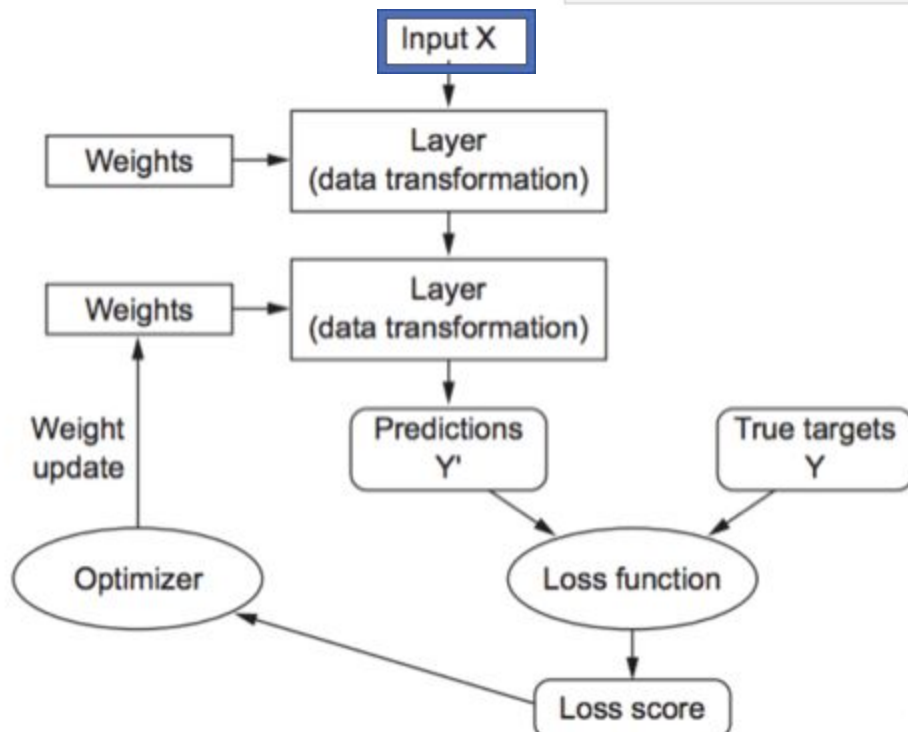 Input X
Weights
Layer
(data transformation)
Weights
Layer
(data transformation)
Weight
update
Predictions
Y'
True targets
Y
Optimizer
Loss function
Loss score